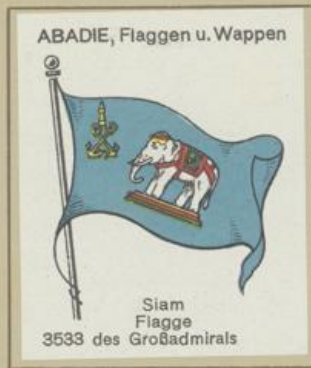 ABADIE, Flaggen u. Wappen
Siam
Flagge
3533 des Großadmirals